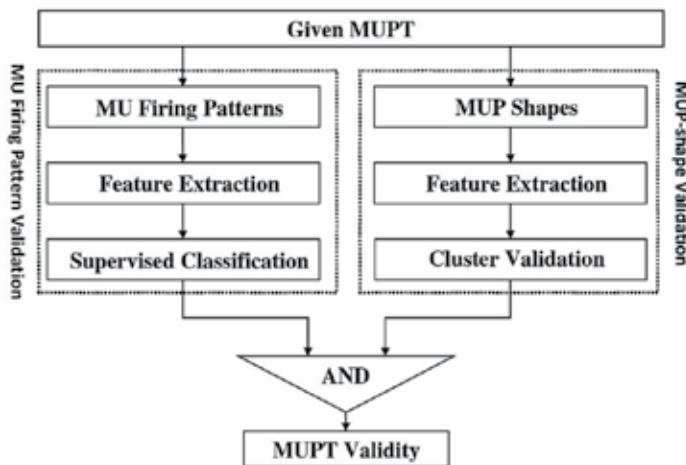 Given MUPT
MU Firing Pattern Validation
MU Firing Patterns
Feature Extraction
Supervised Classification
MUP Shapes
Feature Extraction
Cluster Validation
MUP-shape Validation
AND
MUPT Validity